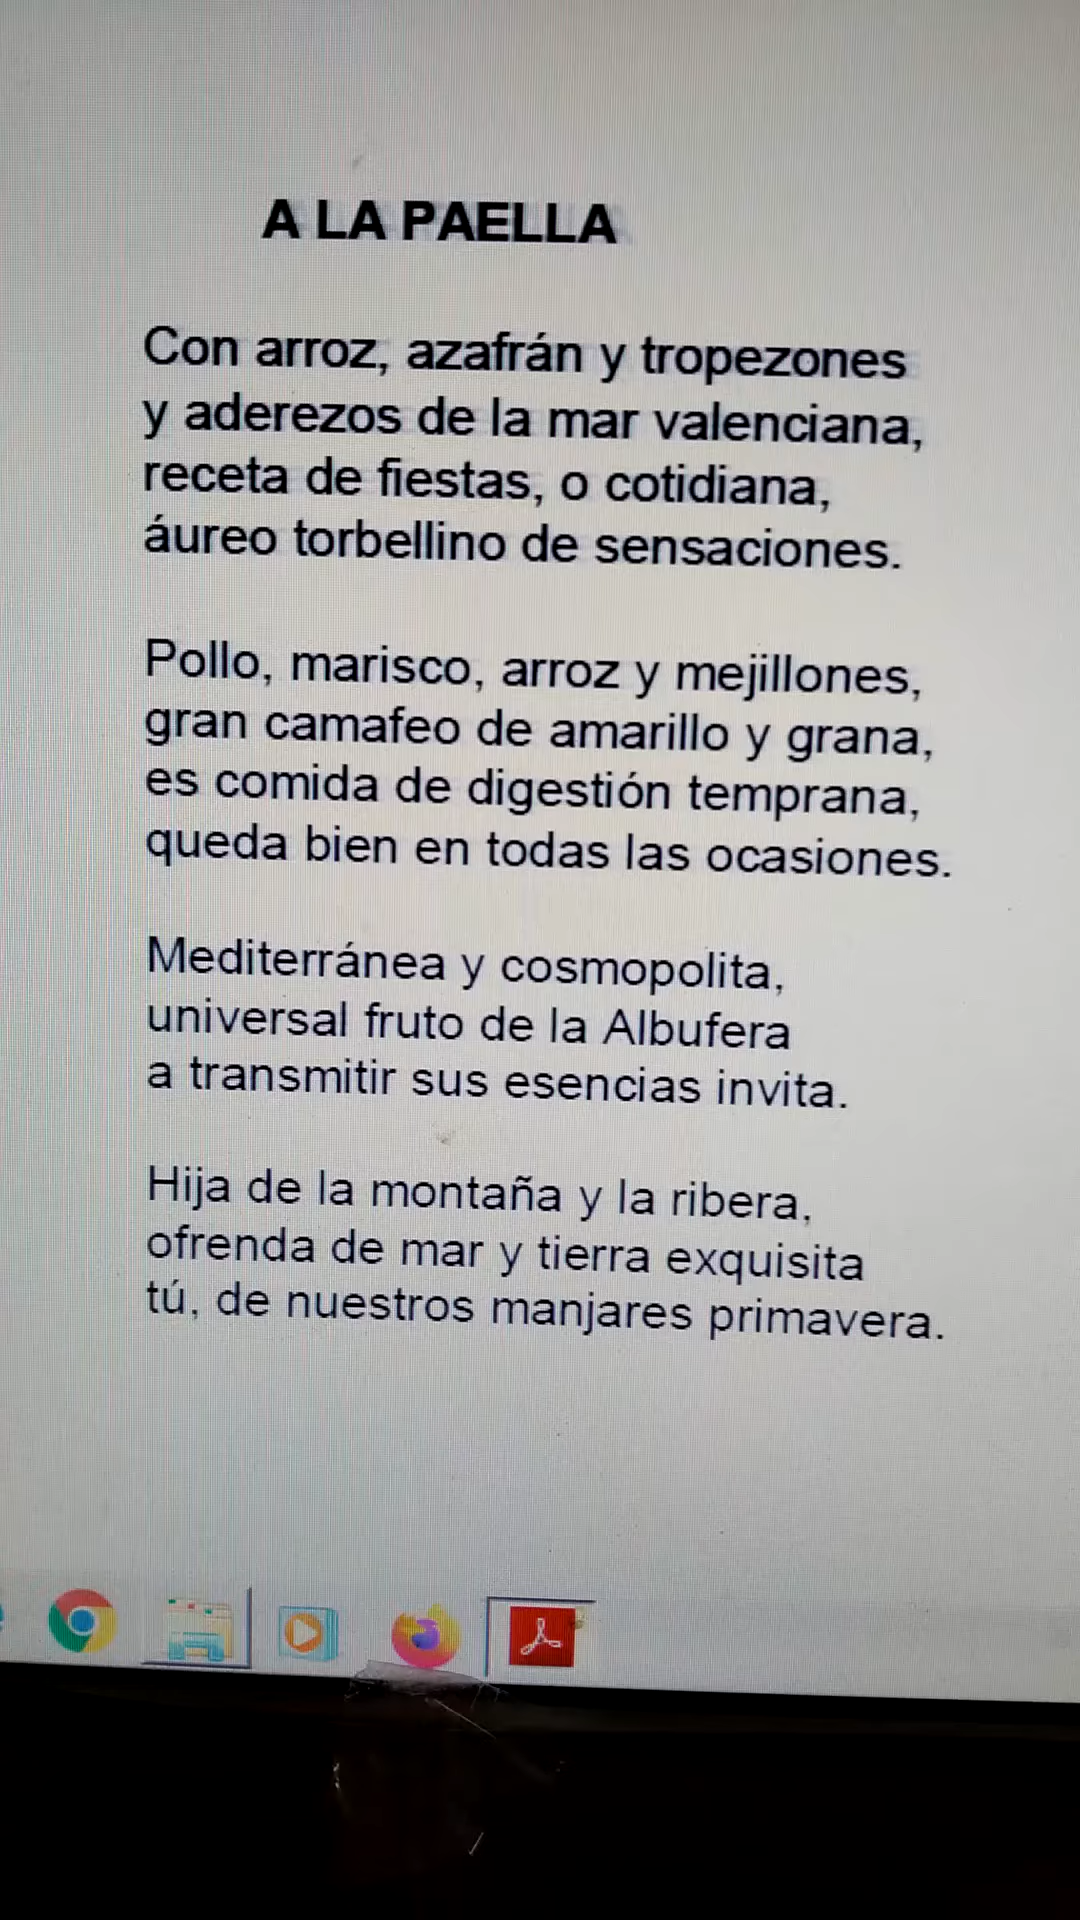 A LA PAELLA
Con arroz, azafrán y tropezones
y aderezos de la mar valenciana,
receta de fiestas, o cotidiana,
áureo torbellino de sensaciones.
Pollo, marisco, arroz y mejillones,
gran camafeo de amarillo y grana,
es comida de digestión temprana,
queda bien en todas las ocasiones.
Mediterránea y cosmopolita,
universal fruto de la Albufera
a transmitir sus esencias invita.
Hija de la montaña y la ribera,
ofrenda de mar y tierra exquisita
tú, de nuestros manjares primavera.